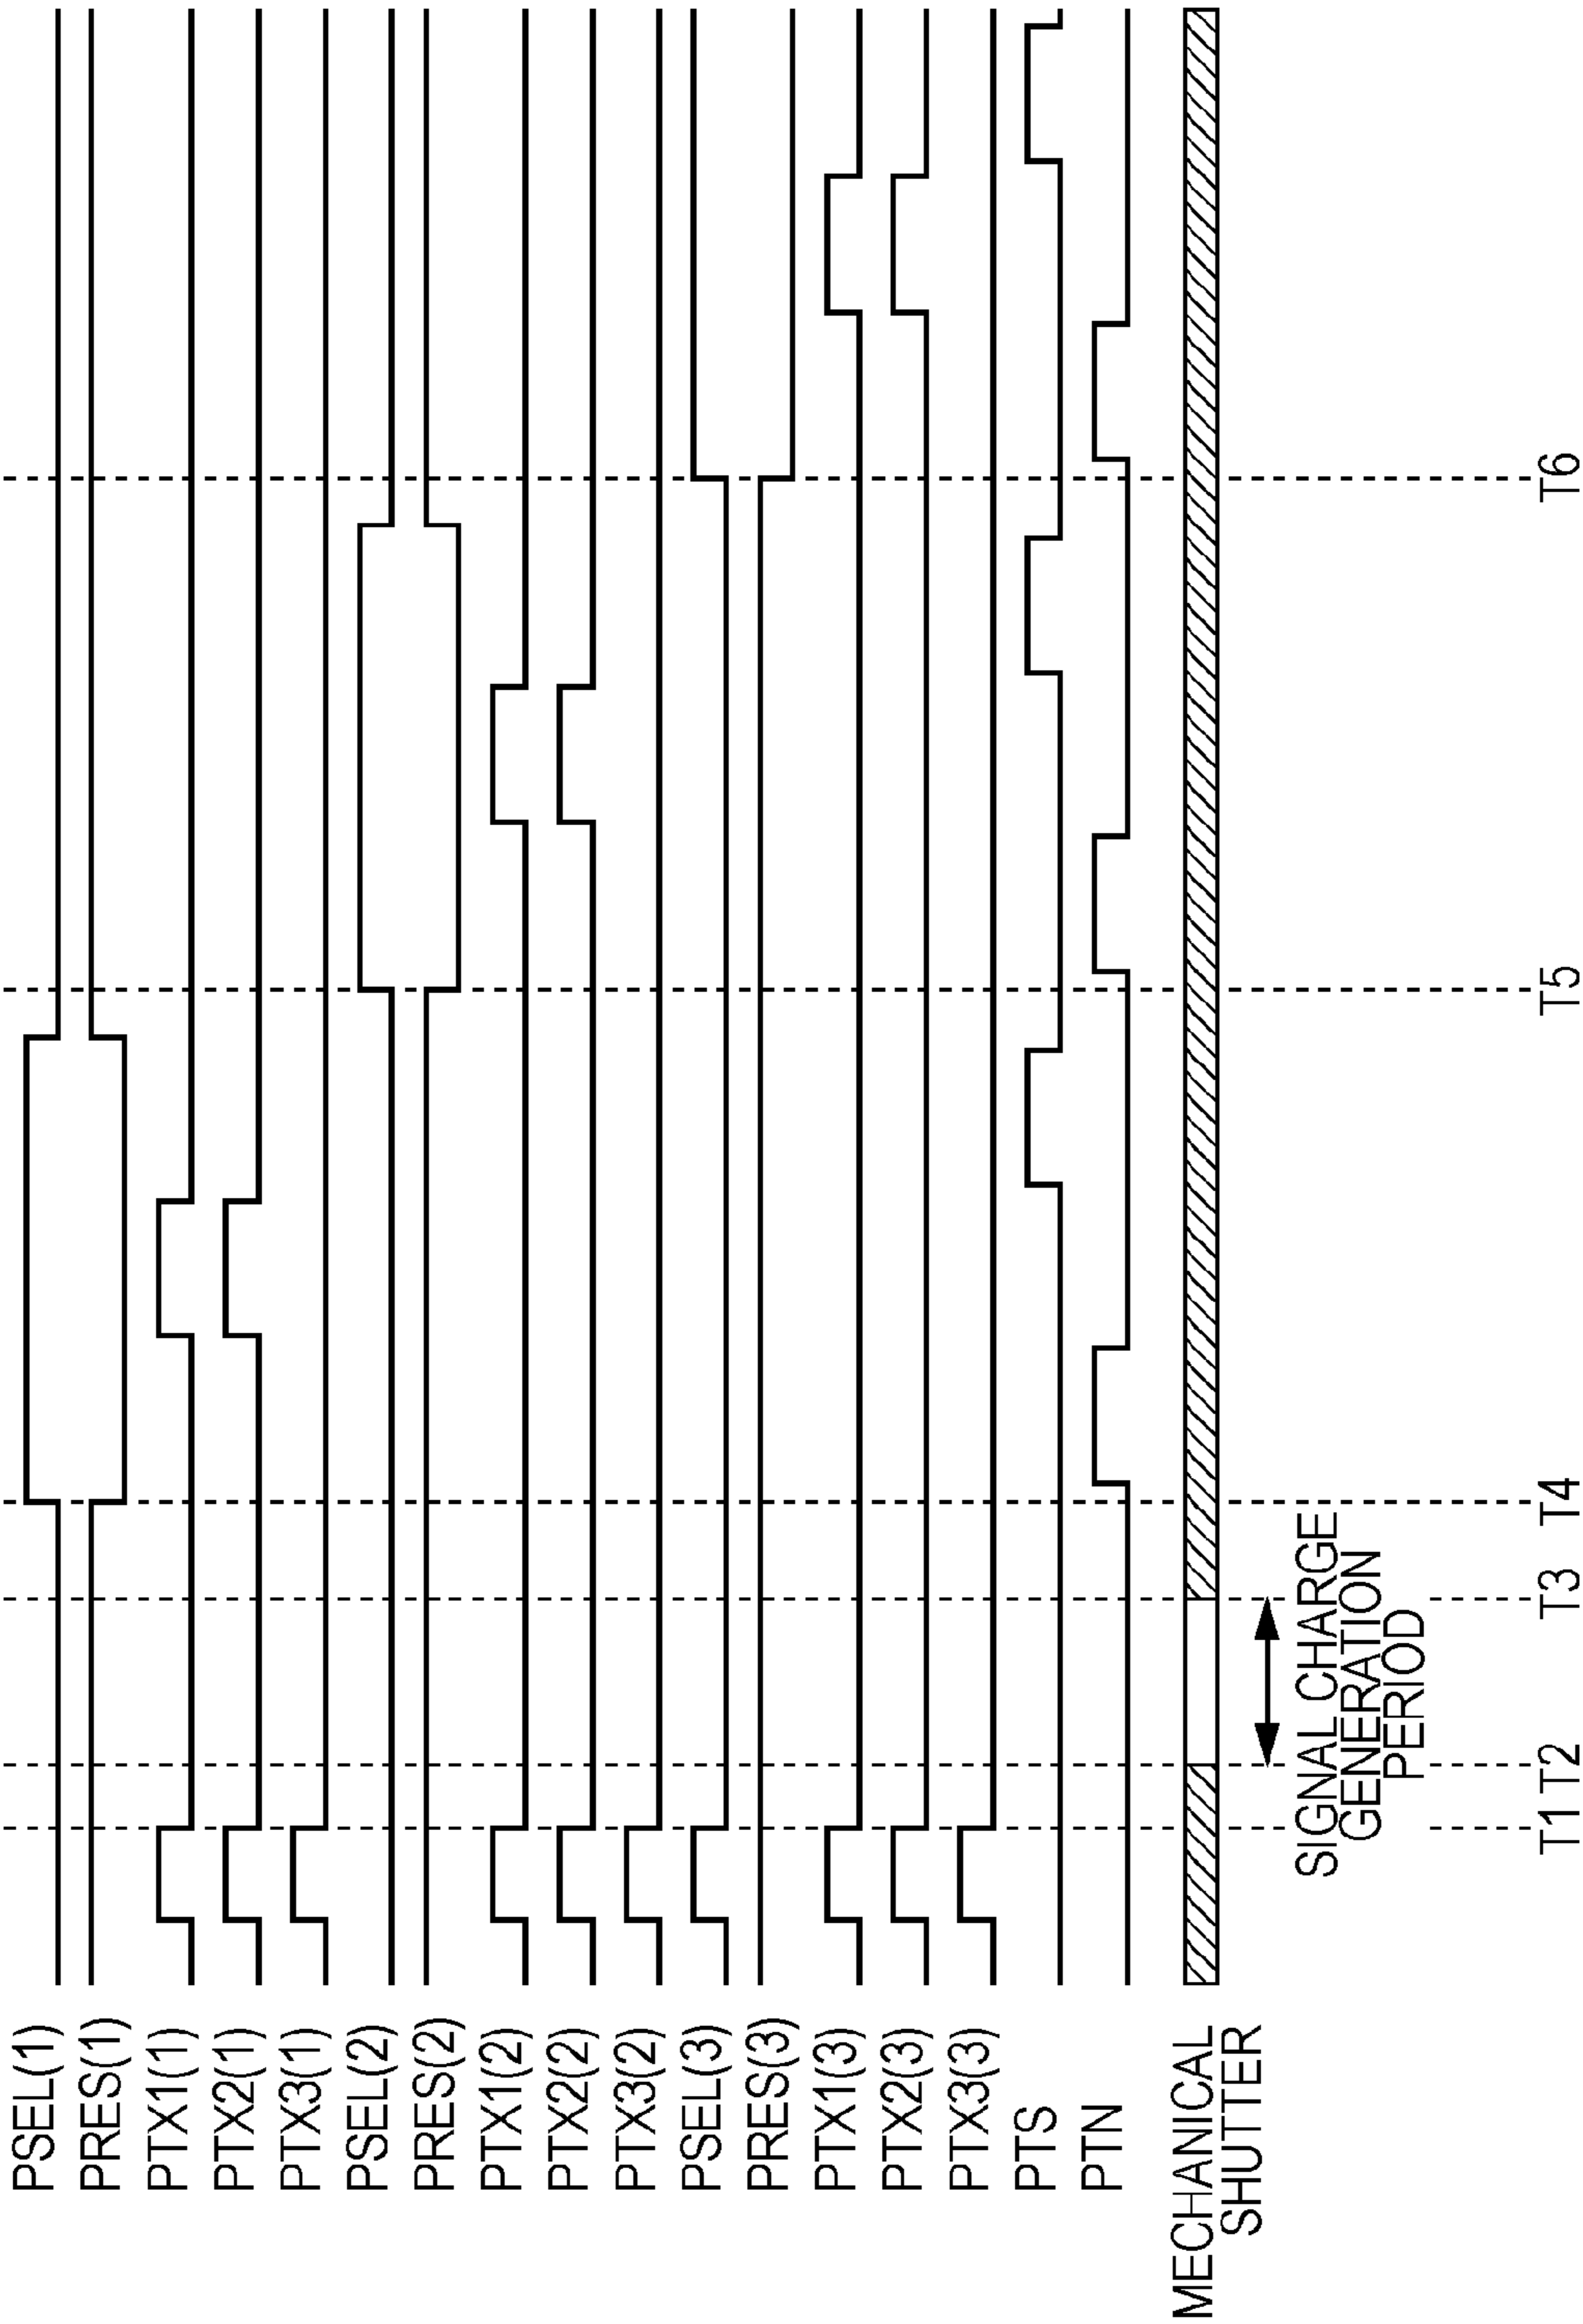 PSEL(1)
PRES(1)
PTX1(1)
PTX2(1)
PTX3(1)
PSEL(2)
PRES(2)
PTX1(2)
PTX2(2)
PTX3(2)
PSEL(3)
PRES(3)
PTX1(3)
PTX2(3)
PTX3(3)
PTS
PTN
MECHANICAL
SHUTTER
SIGNAL CHARGE
GENERATION
PERIOD
T1 T2 T3 T4 T5 T6